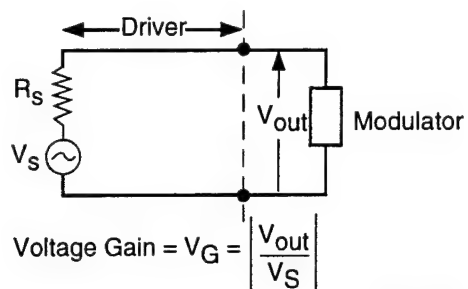 Driver
R_S
V_S
V_out
Modulator
Voltage Gain = V_G = |V_out / V_S|